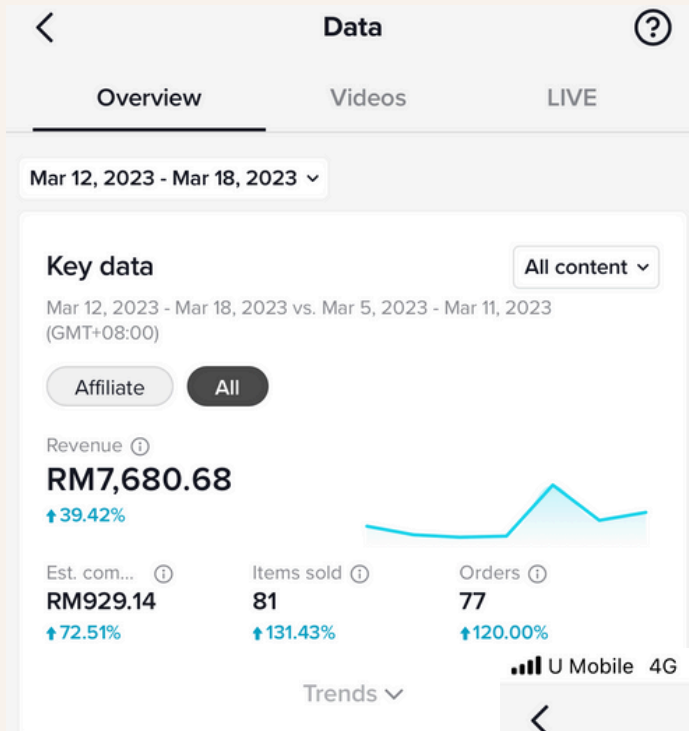 Data
Overview Videos LIVE
Mar 12, 2023 - Mar 18, 2023
Key data All content
Mar 12, 2023 - Mar 18, 2023 vs. Mar 5, 2023 - Mar 11, 2023
(GMT+08:00)
Affiliate All
Revenue
RM7,680.68
39.42%
Est. com... Items sold Orders
RM929.14 81 77
72.51% 131.43% 120.00%
U Mobile 4G
Trends